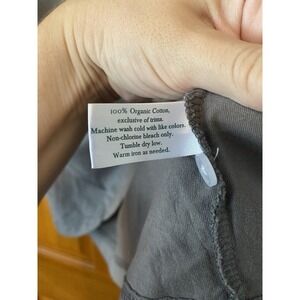 100% Organic Cotton,
exclusive of trims.
Machine wash cold with like colors.
Non-chlorine bleach only.
Tumble dry low.
Warm iron as needed.